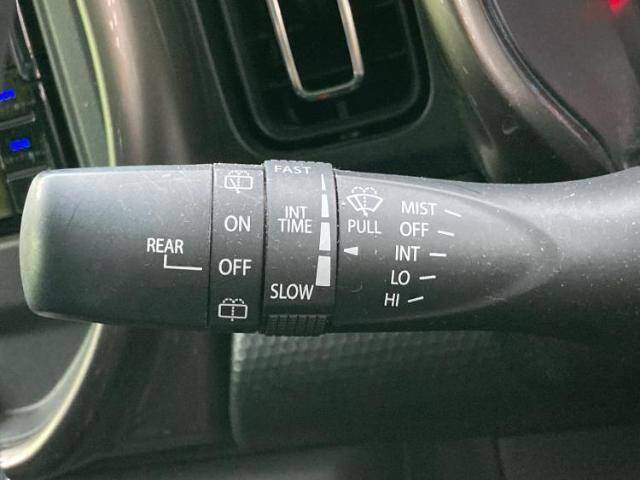 REAR
ON
OFF
FAST
INT
TIME
SLOW
PULL
MIST
OFF
INT
LO
HI